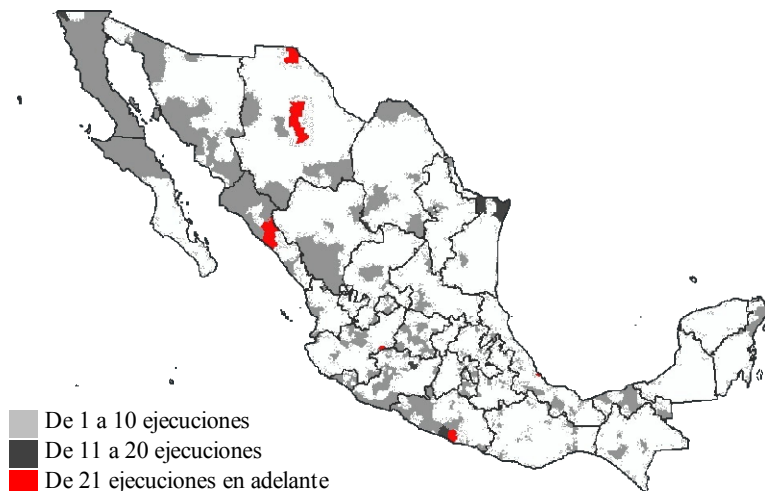 De 1 a 10 ejecuciones
De 11 a 20 ejecuciones
De 21 ejecuciones en adelante